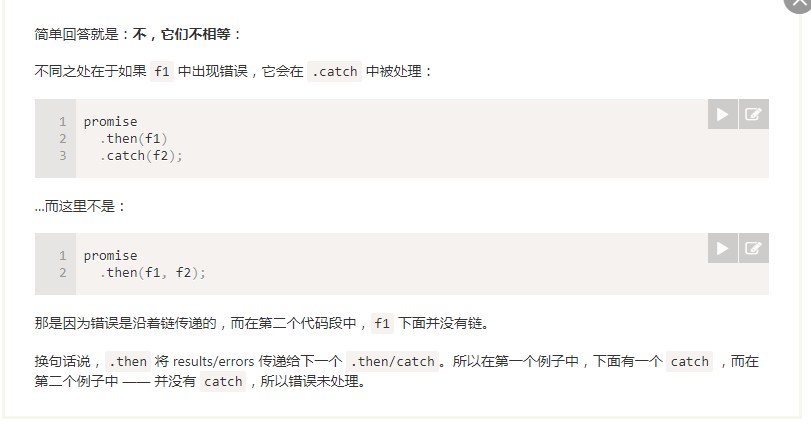 简单回答就是：不，它们不相等：
不同之处在于如果 f1 中出现错误，它会在 .catch 中被处理：
1 promise
2   .then(f1)
3   .catch(f2);
…而这里不是：
1 promise
2   .then(f1, f2);
那是因为错误是沿着链传递的，而在第二个代码段中，f1 下面并没有链。
换句话说，.then 将 results/errors 传递给下一个 .then/catch。所以在第一个例子中，下面有一个 catch ，而在
第二个例子中 —— 并没有 catch ，所以错误未处理。